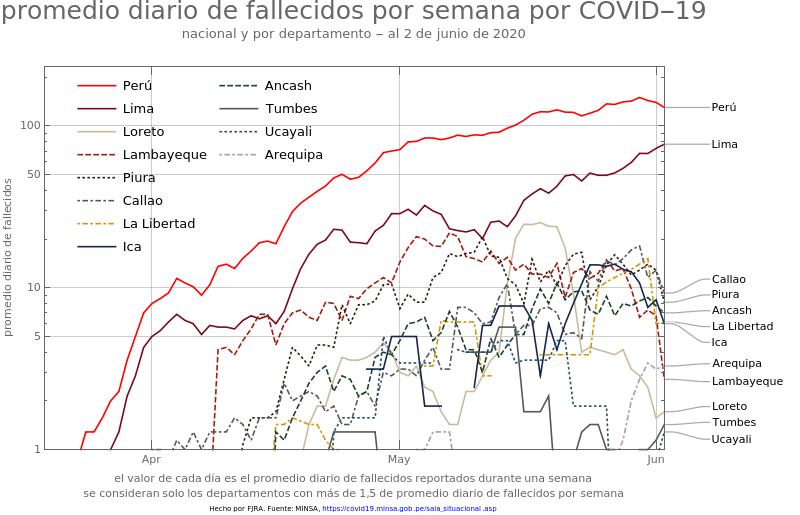 promedio diario de fallecidos por semana por COVID−19
nacional y por departamento − al 2 de junio de 2020
promedio diario de fallecidos
100
50
10
5
1
Perú
Lima
Loreto
Lambayeque
Piura
Callao
La Libertad
Ica
Ancash
Tumbes
Ucayali
Arequipa
Perú
Lima
Callao
Piura
Ancash
La Libertad
Ica
Arequipa
Lambayeque
Loreto
Tumbes
Ucayali
Apr
May
Jun
el valor de cada día es el promedio diario de fallecidos reportados durante una semana
se consideran solo los departamentos con más de 1,5 de promedio diario de fallecidos por semana
Hecho por FJRA. Fuente: MINSA, https://covid19.minsa.gob.pe/sala_situacional.asp